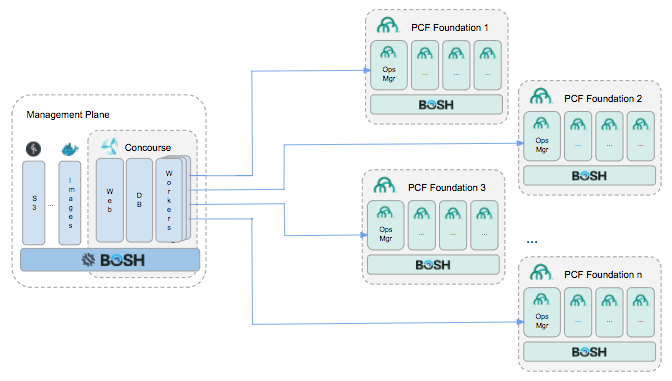 PCF Foundation 1
Ops
Mgr
...
...
...
BOSH
PCF Foundation 2
Ops
Mgr
...
...
...
BOSH
Management Plane
Concourse
S3
...
Images
Web
DB
Workers
BOSH
PCF Foundation 3
Ops
Mgr
...
...
...
BOSH
...
PCF Foundation n
Ops
Mgr
...
...
...
BOSH